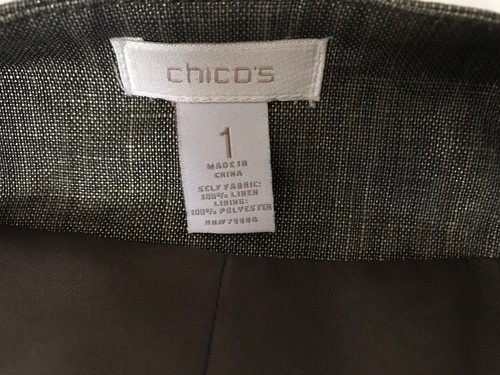 chico's
1
MADE IN
CHINA
SELF FABRIC:
100% LINEN
LINING:
100% POLYESTER